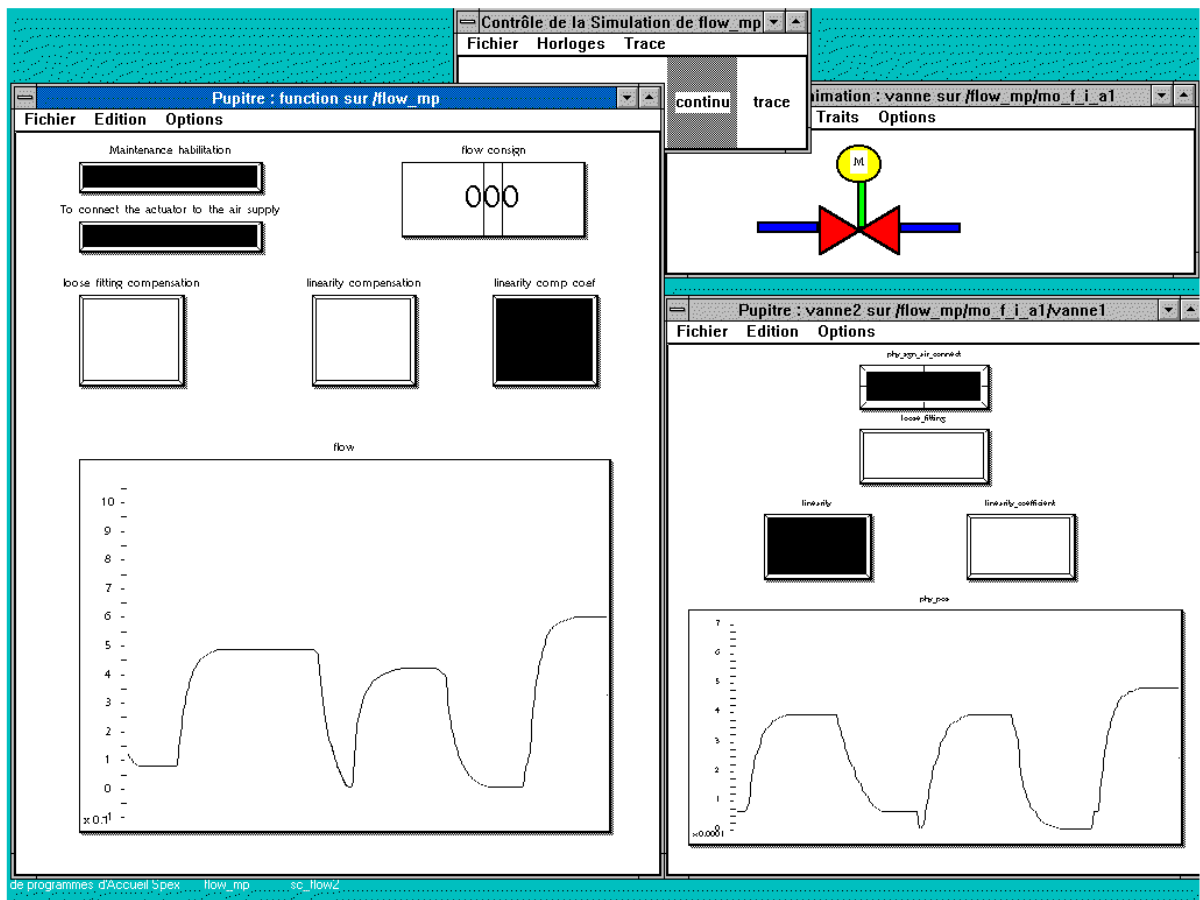 Contrôle de la Simulation de flow_mp
Fichier Horloges Trace
continu trace
Pupitre : function sur /flow_mp
Fichier Edition Options
Maintenance habilitation
flow consign
000
To connect the actuator to the air supply
loose fitting compensation
linearity compensation
linearity comp coef
flow
10
9
8
7
6
5
4
3
2
1
0
x 0.1
nimation : vanne sur /flow_mp/mo_f_i_a1
Traits Options
M
Pupitre : vanne2 sur /flow_mp/mo_f_i_a1/vanne1
Fichier Edition Options
phy_sgn_air_connect
loose_fitting
linearity
linearity_coefficient
phy_pos
7
6
5
4
3
2
1
0
x0.0001
de programmes d'Accueil Spex flow_mp sc_flow2